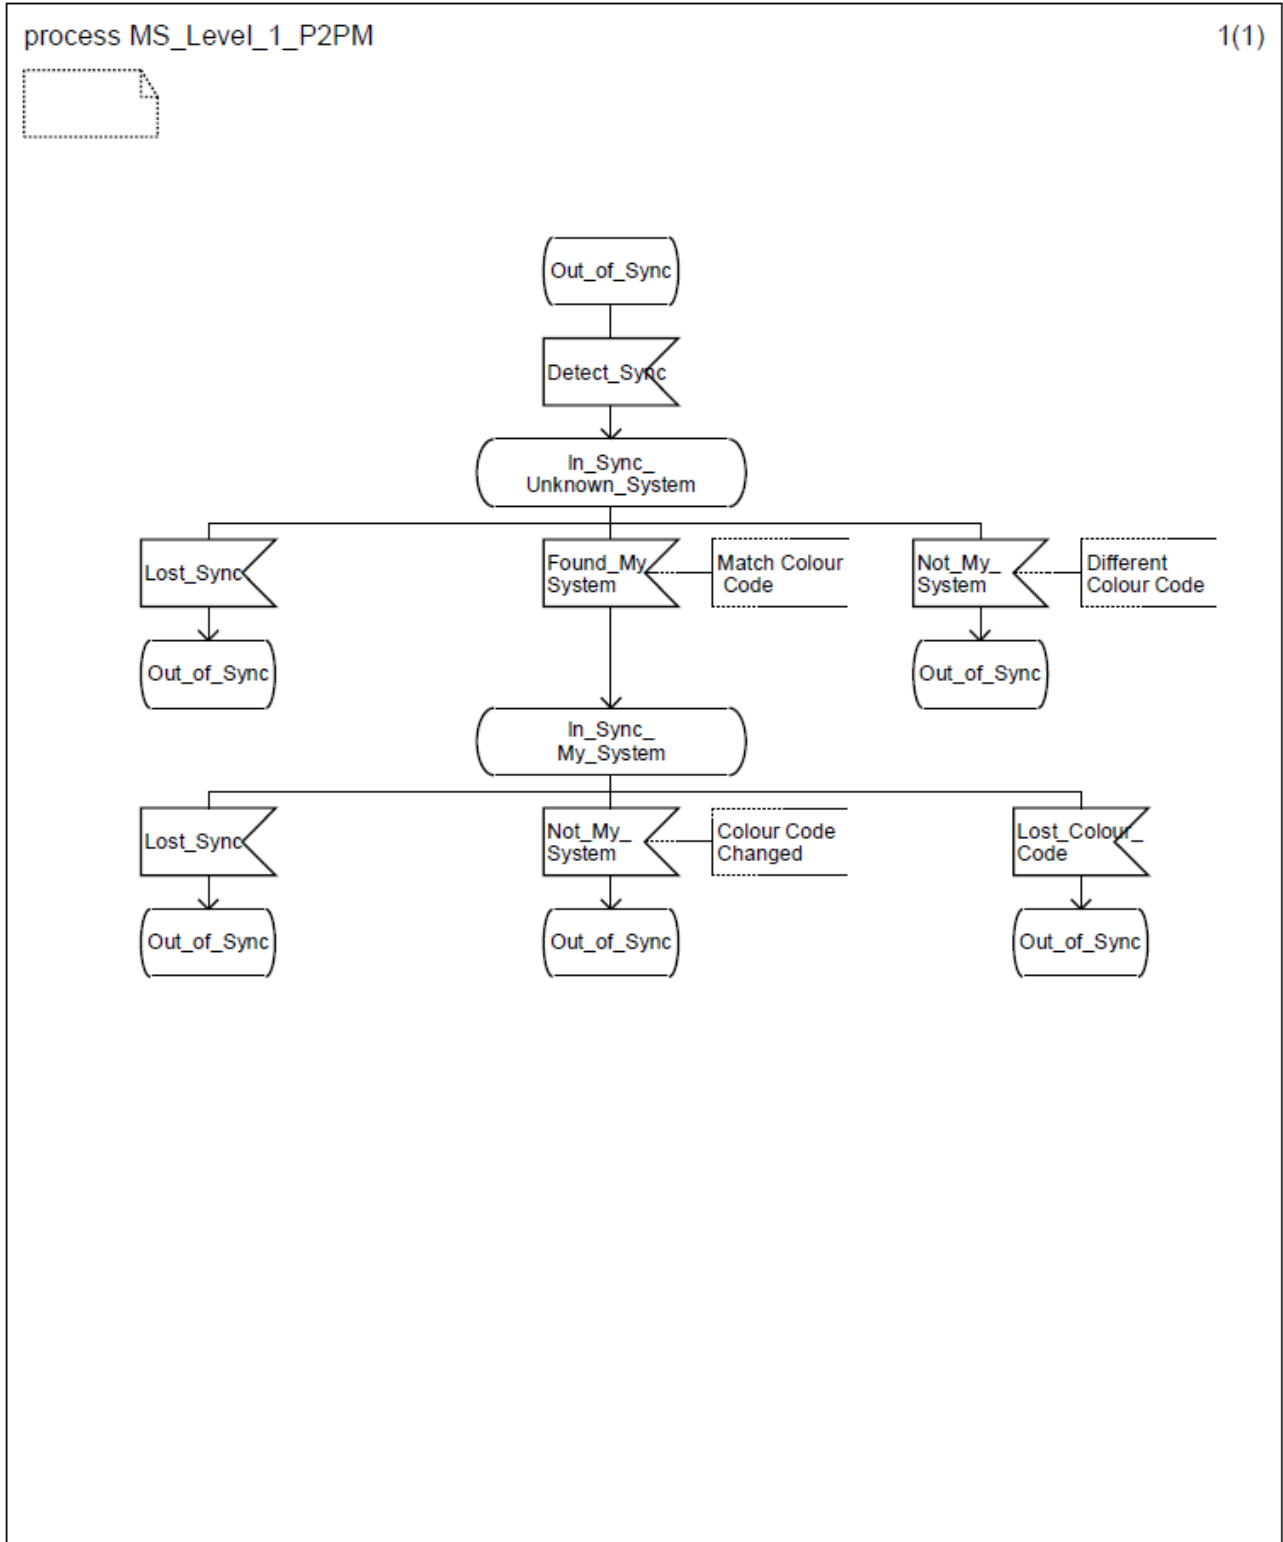 process MS_Level_1_P2PM
1(1)
Out_of_Sync
Detect_Sync
In_Sync_
Unknown_System
Lost_Sync
Found_My_
System
Match Colour
Code
Not_My_
System
Different
Colour Code
Out_of_Sync
Out_of_Sync
In_Sync_
My_System
Lost_Sync
Not_My_
System
Colour Code
Changed
Lost_Colour_
Code
Out_of_Sync
Out_of_Sync
Out_of_Sync